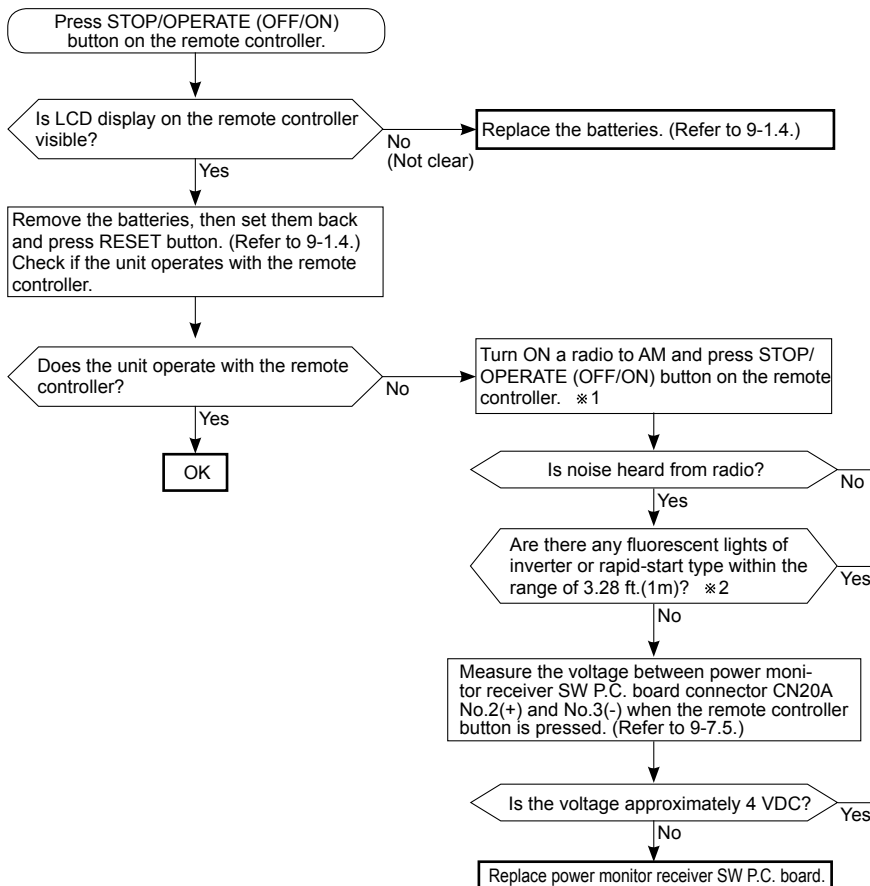 Press STOP/OPERATE (OFF/ON)
button on the remote controller.
Is LCD display on the remote controller
visible?
No
(Not clear)
Replace the batteries. (Refer to 9-1.4.)
Yes
Remove the batteries, then set them back
and press RESET button. (Refer to 9-1.4.)
Check if the unit operates with the remote
controller.
Does the unit operate with the remote
controller?
No
Turn ON a radio to AM and press STOP/
OPERATE (OFF/ON) button on the remote
controller. ※1
Yes
OK
Is noise heard from radio?
No
Yes
Are there any fluorescent lights of
inverter or rapid-start type within the
range of 3.28 ft.(1m)? ※2
Yes
No
Measure the voltage between power moni-
tor receiver SW P.C. board connector CN20A
No.2(+) and No.3(-) when the remote controller
button is pressed. (Refer to 9-7.5.)
Is the voltage approximately 4 VDC?
Yes
No
Replace power monitor receiver SW P.C. board.